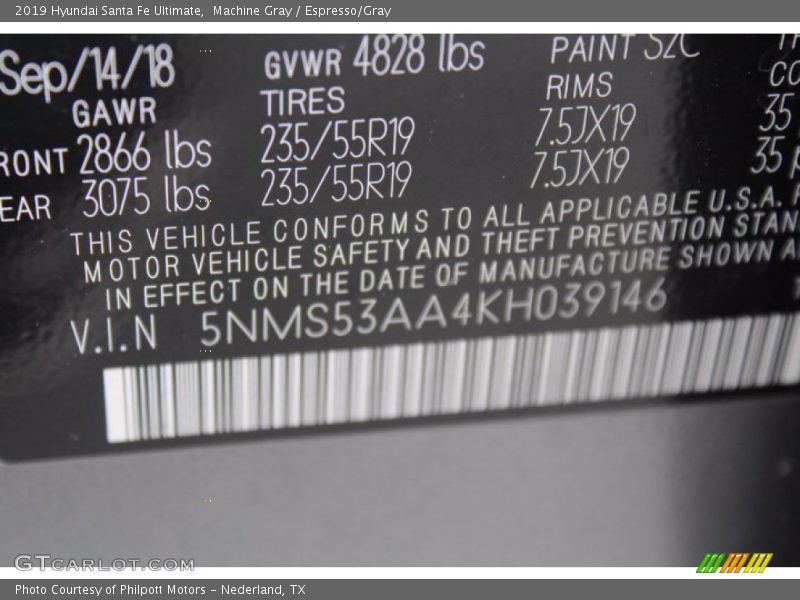 2019 Hyundai Santa Fe Ultimate, Machine Gray / Espresso/Gray
Sep/14/18 GVWR 4828 lbs PAINT S2C
GAWR TIRES RIMS
RONT 2866 lbs 235/55R19 7.5JX19 35
EAR 3075 lbs 235/55R19 7.5JX19 35
THIS VEHICLE CONFORMS TO ALL APPLICABLE U.S.A.
MOTOR VEHICLE SAFETY AND THEFT PREVENTION STAN
IN EFFECT ON THE DATE OF MANUFACTURE SHOWN A
V.I.N 5NMS53AA4KH039146
GTCARLOT.COM
Photo Courtesy of Philpott Motors - Nederland, TX